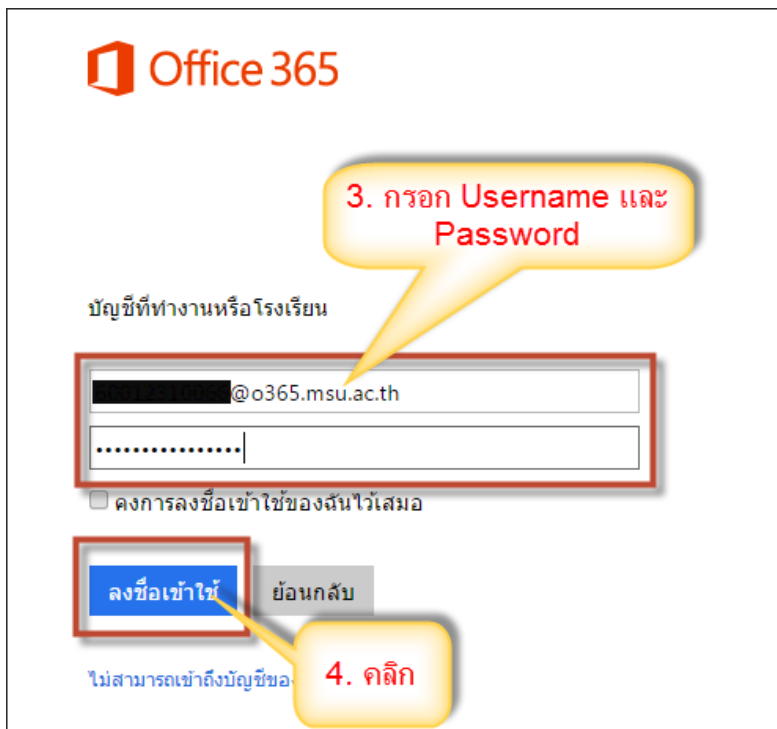 Office 365
3. กรอก Username และ
Password
บัญชีที่ทำงานหรือโรงเรียน
@o365.msu.ac.th
คงการลงชื่อเข้าใช้ของฉันไว้เสมอ
ลงชื่อเข้าใช้ ย้อนกลับ
4. คลิก
ไม่สามารถเข้าถึงบัญชีของ